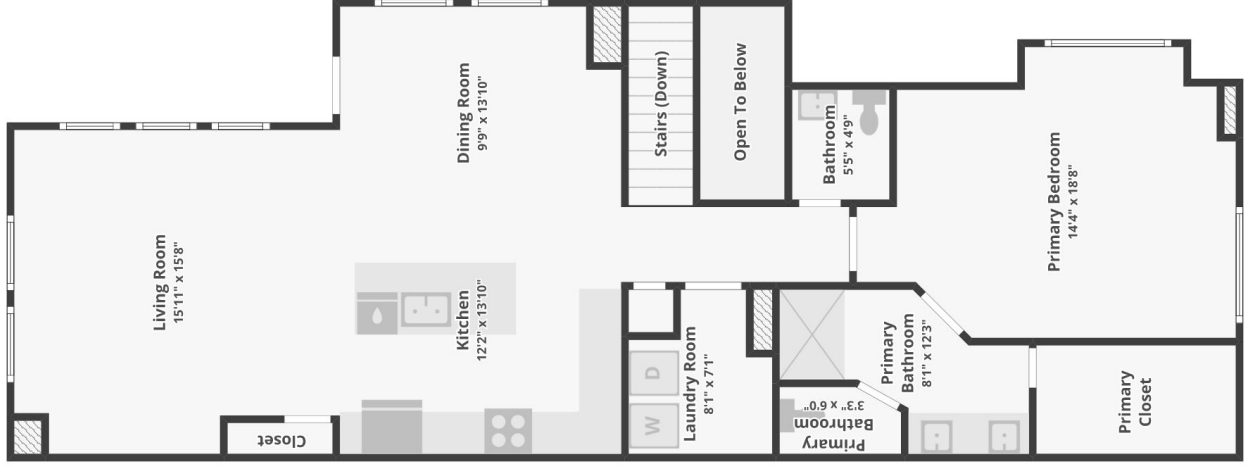 Living Room
15'11" x 15'8"
Closet
Dining Room
9'9" x 13'10"
Kitchen
12'2" x 13'10"
Stairs (Down)
Open To Below
D
W
Laundry Room
8'1" x 7'1"
Bathroom
5'5" x 4'9"
Primary
Bathroom
3'3" x 6'0"
Primary
Bathroom
8'1" x 12'3"
Primary Bedroom
14'4" x 18'8"
Primary
Closet